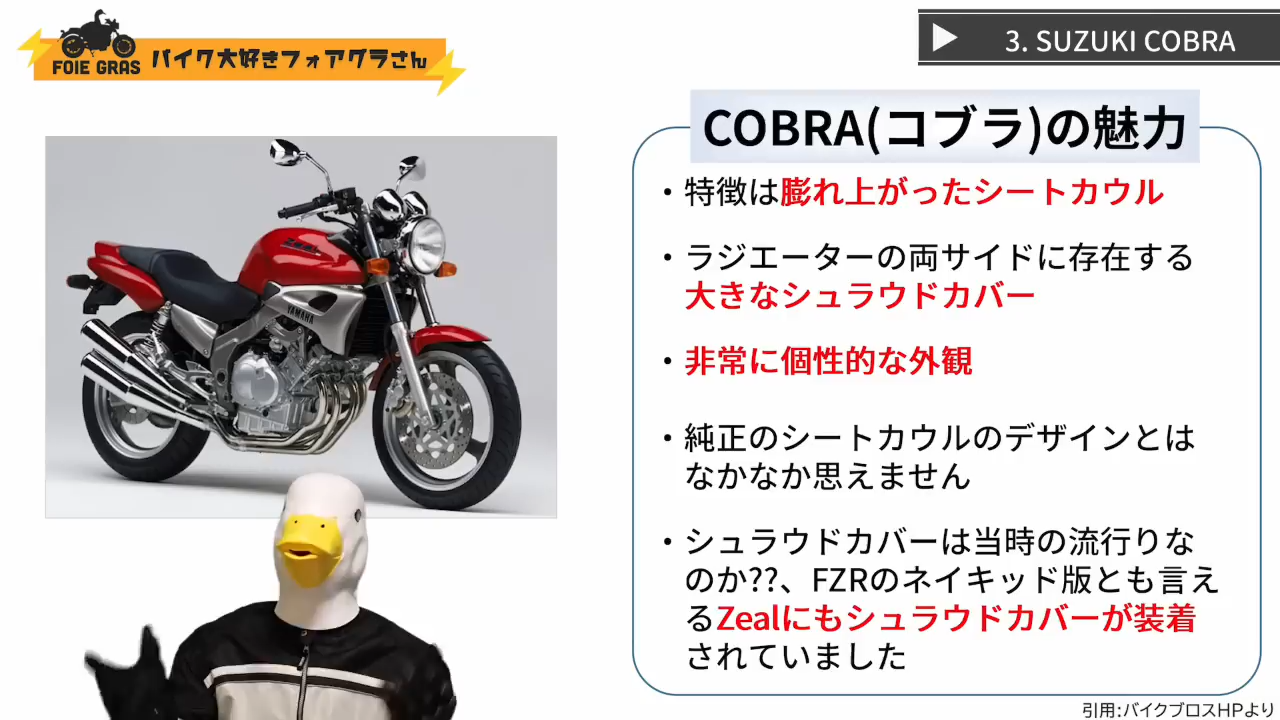 FOIE GRAS
バイク大好きフォアグラさん
3. SUZUKI COBRA
COBRA(コブラ)の魅力
・特徴は膨れ上がったシートカウル
・ラジエーターの両サイドに存在する
大きなシュラウドカバー
・非常に個性的な外観
・純正のシートカウルのデザインとは
なかなか思えません
・シュラウドカバーは当時の流行りな
のか??、FZRのネイキッド版とも言え
るZealにもシュラウドカバーが装着
されていました
Zeal
YAMAHA
引用:バイクブロスHPより